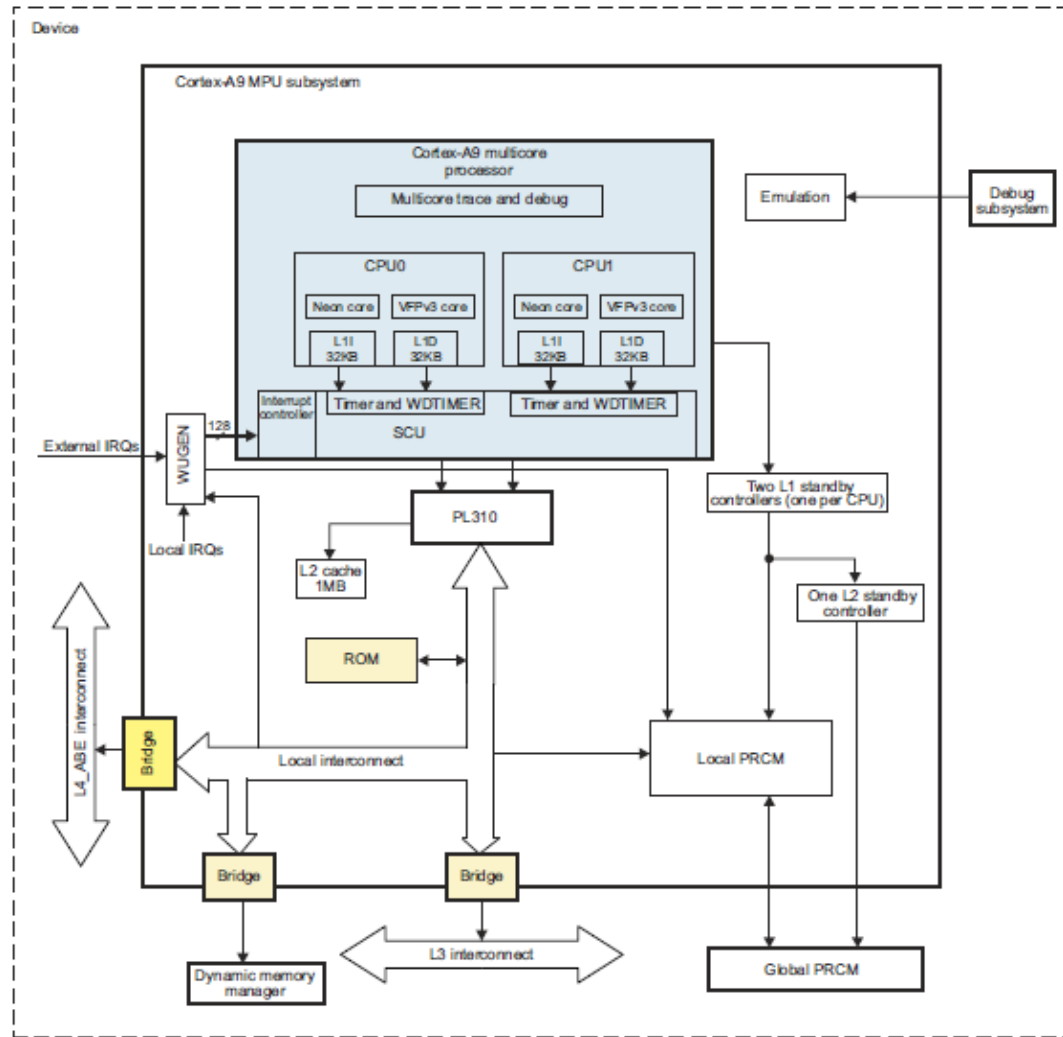 Device
Cortex-A9 MPU subsystem
Cortex-A9 multicore
processor
Multicore trace and debug
Emulation
Debug
subsystem
CPU0
CPU1
Neon core
VFPv3 core
Neon core
VFPv3 core
L1I
32KB
L1D
32KB
L1I
32KB
L1D
32KB
Interrupt
controller
Timer and WDTIMER
Timer and WDTIMER
SCU
128
External IRQs
WUGEN
Local IRQs
Two L1 standby
controllers (one per CPU)
PL310
L2 cache
1MB
One L2 standby
controller
ROM
L4_ABE interconnect
Bridge
Local interconnect
Local PRCM
Bridge
Bridge
L3 interconnect
Dynamic memory
manager
Global PRCM